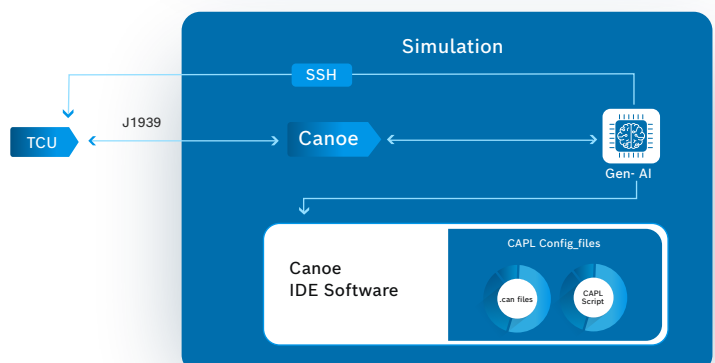 Simulation
SSH
J1939
TCU
Canoe
Gen- AI
CAPL Config_files
Canoe
IDE Software
.can files
CAPL
Script